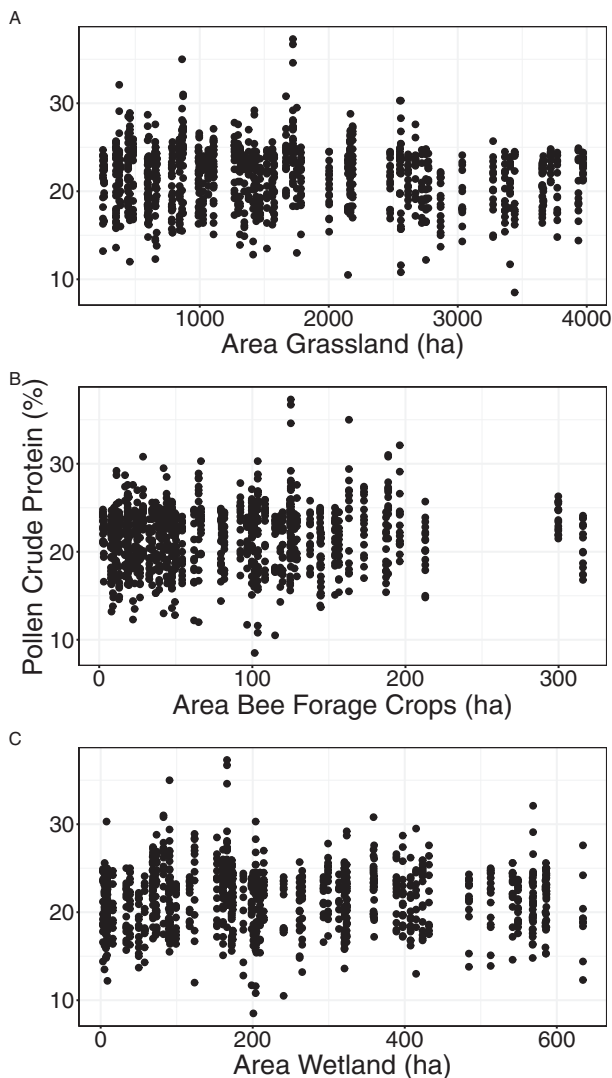 A
30
20
10
1000 2000 3000 4000
Area Grassland (ha)
B
Pollen Crude Protein (%)
30
20
10
0 100 200 300
Area Bee Forage Crops (ha)
C
30
20
10
0 200 400 600
Area Wetland (ha)